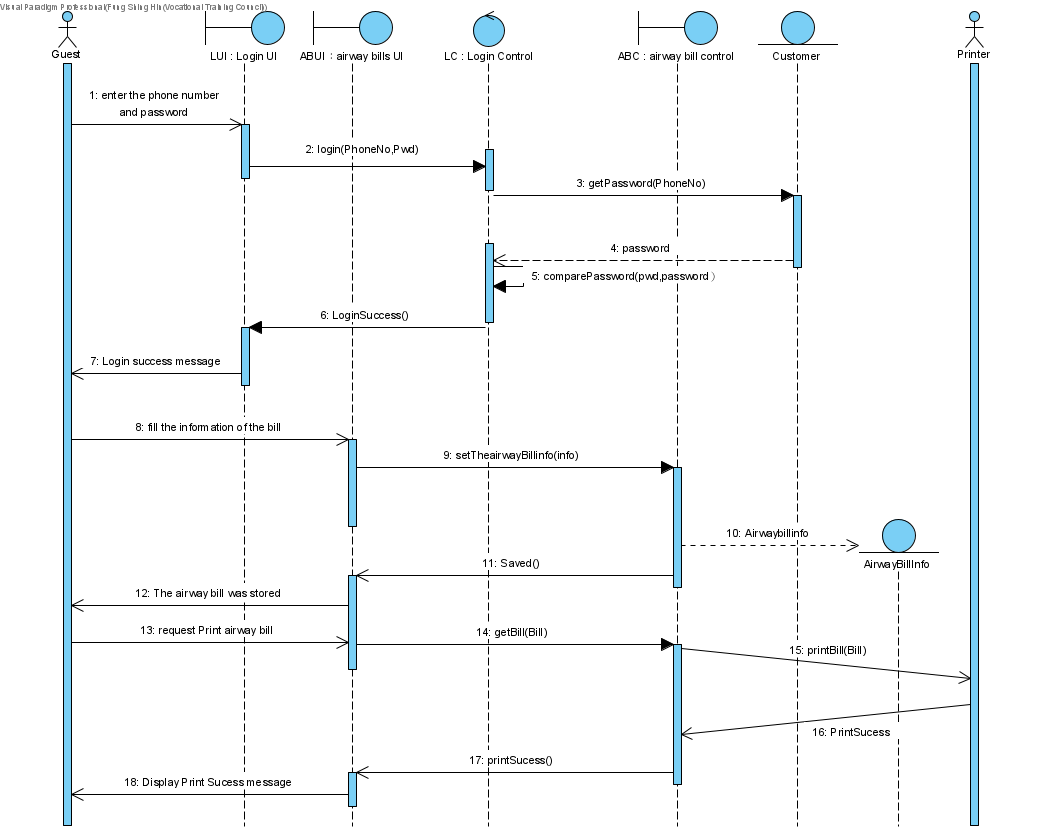 Visual Paradigm Professional(Fung Shing Hin(Vocational Training Council))
Guest
LUI : Login UI
ABUI : airway bills UI
LC : Login Control
ABC : airway bill control
Customer
Printer
1: enter the phone number
and password
2: login(PhoneNo,Pwd)
3: getPassword(PhoneNo)
4: password
5: comparePassword(pwd,password）
6: LoginSuccess()
7: Login success message
8: fill the information of the bill
9: setTheairwayBillinfo(info)
10: Airwaybillinfo
AirwayBillInfo
11: Saved()
12: The airway bill was stored
13: request Print airway bill
14: getBill(Bill)
15: printBill(Bill)
16: PrintSucess
17: printSucess()
18: Display Print Sucess message